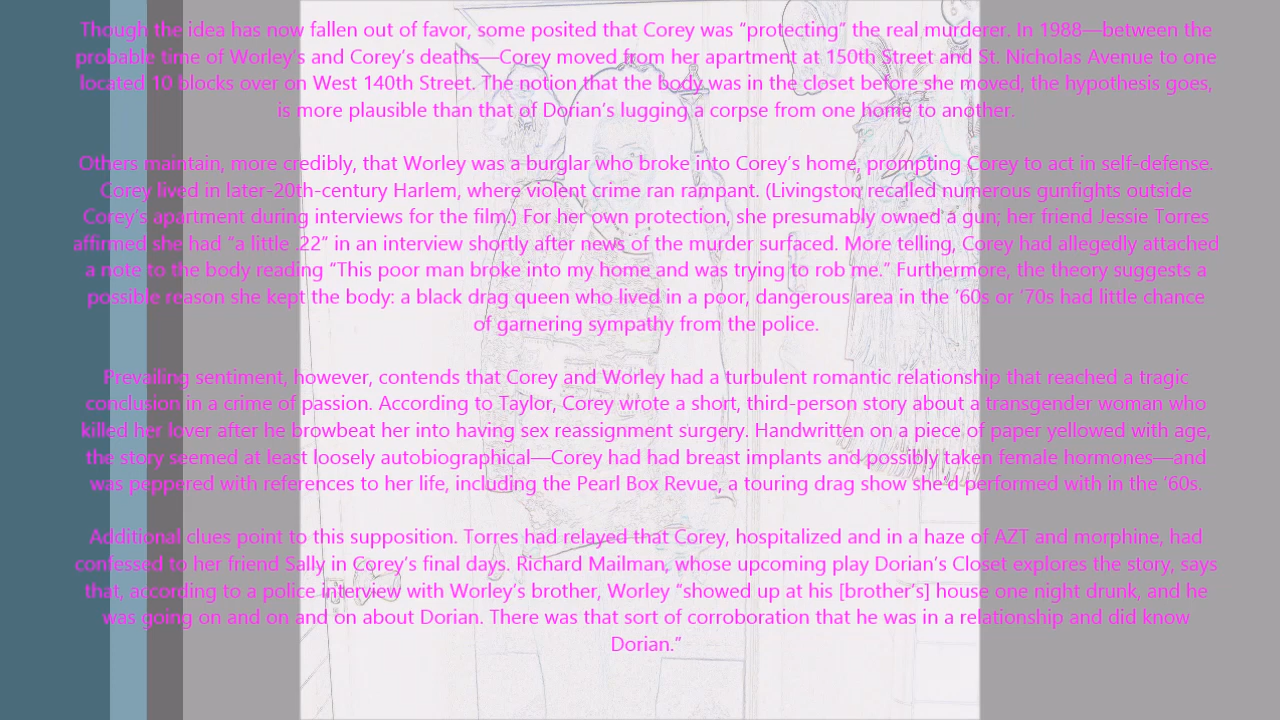 Though the idea has now fallen out of favor, some posited that Corey was “protecting” the real murderer. In 1988—between the
probable time of Worley’s and Corey’s deaths—Corey moved from her apartment at 150th Street and St. Nicholas Avenue to one
located 10 blocks over on West 140th Street. The notion that the body was in the closet before she moved, the hypothesis goes,
is more plausible than that of Dorian’s lugging a corpse from one home to another.
Others maintain, more credibly, that Worley was a burglar who broke into Corey’s home, prompting Corey to act in self-defense.
Corey lived in later-20th-century Harlem, where violent crime ran rampant. (Livingston recalled numerous gunfights outside
Corey’s apartment during interviews for the film.) For her own protection, she presumably owned a gun; her friend Jessie Torres
affirmed she had “a little .22” in an interview shortly after news of the murder surfaced. More telling, Corey had allegedly attached
a note to the body reading “This poor man broke into my home and was trying to rob me.” Furthermore, the theory suggests a
possible reason she kept the body: a black drag queen who lived in a poor, dangerous area in the ’60s or ’70s had little chance
of garnering sympathy from the police.
Prevailing sentiment, however, contends that Corey and Worley had a turbulent romantic relationship that reached a tragic
conclusion in a crime of passion. According to Taylor, Corey wrote a short, third-person story about a transgender woman who
killed her lover after he browbeat her into having sex reassignment surgery. Handwritten on a piece of paper yellowed with age,
the story seemed at least loosely autobiographical—Corey had had breast implants and possibly taken female hormones—and
was peppered with references to her life, including the Pearl Box Revue, a touring drag show she’d performed with in the ’60s.
Additional clues point to this supposition. Torres had relayed that Corey, hospitalized and in a haze of AZT and morphine, had
confessed to her friend Sally in Corey’s final days. Richard Mailman, whose upcoming play Dorian’s Closet explores the story, says
that, according to a police interview with Worley’s brother, Worley “showed up at his [brother’s] house one night drunk, and he
was going on and on and on about Dorian. There was that sort of corroboration that he was in a relationship and did know
Dorian.”